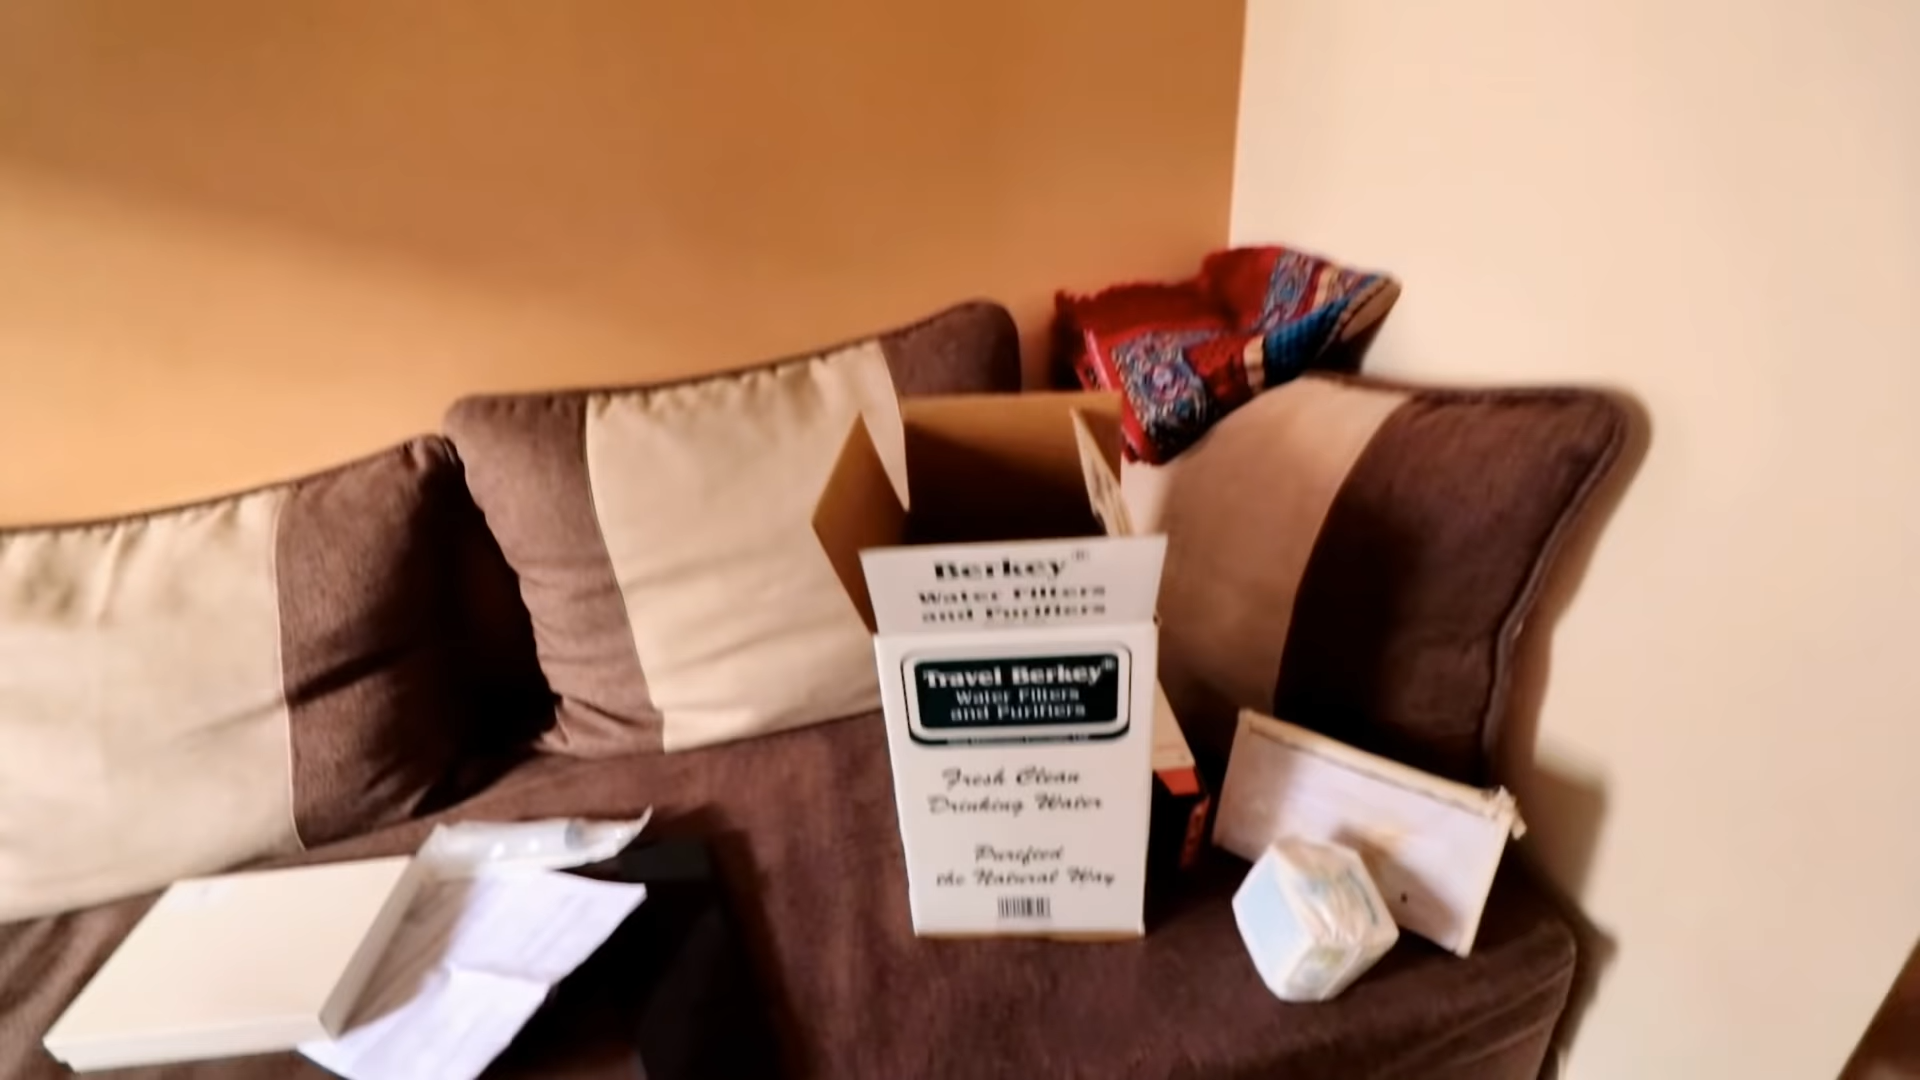 Berkey®
Water Filters
and Purifiers
Travel Berkey®
Water Filters
and Purifiers
Fresh Clean
Drinking Water
Purified
the Natural Way